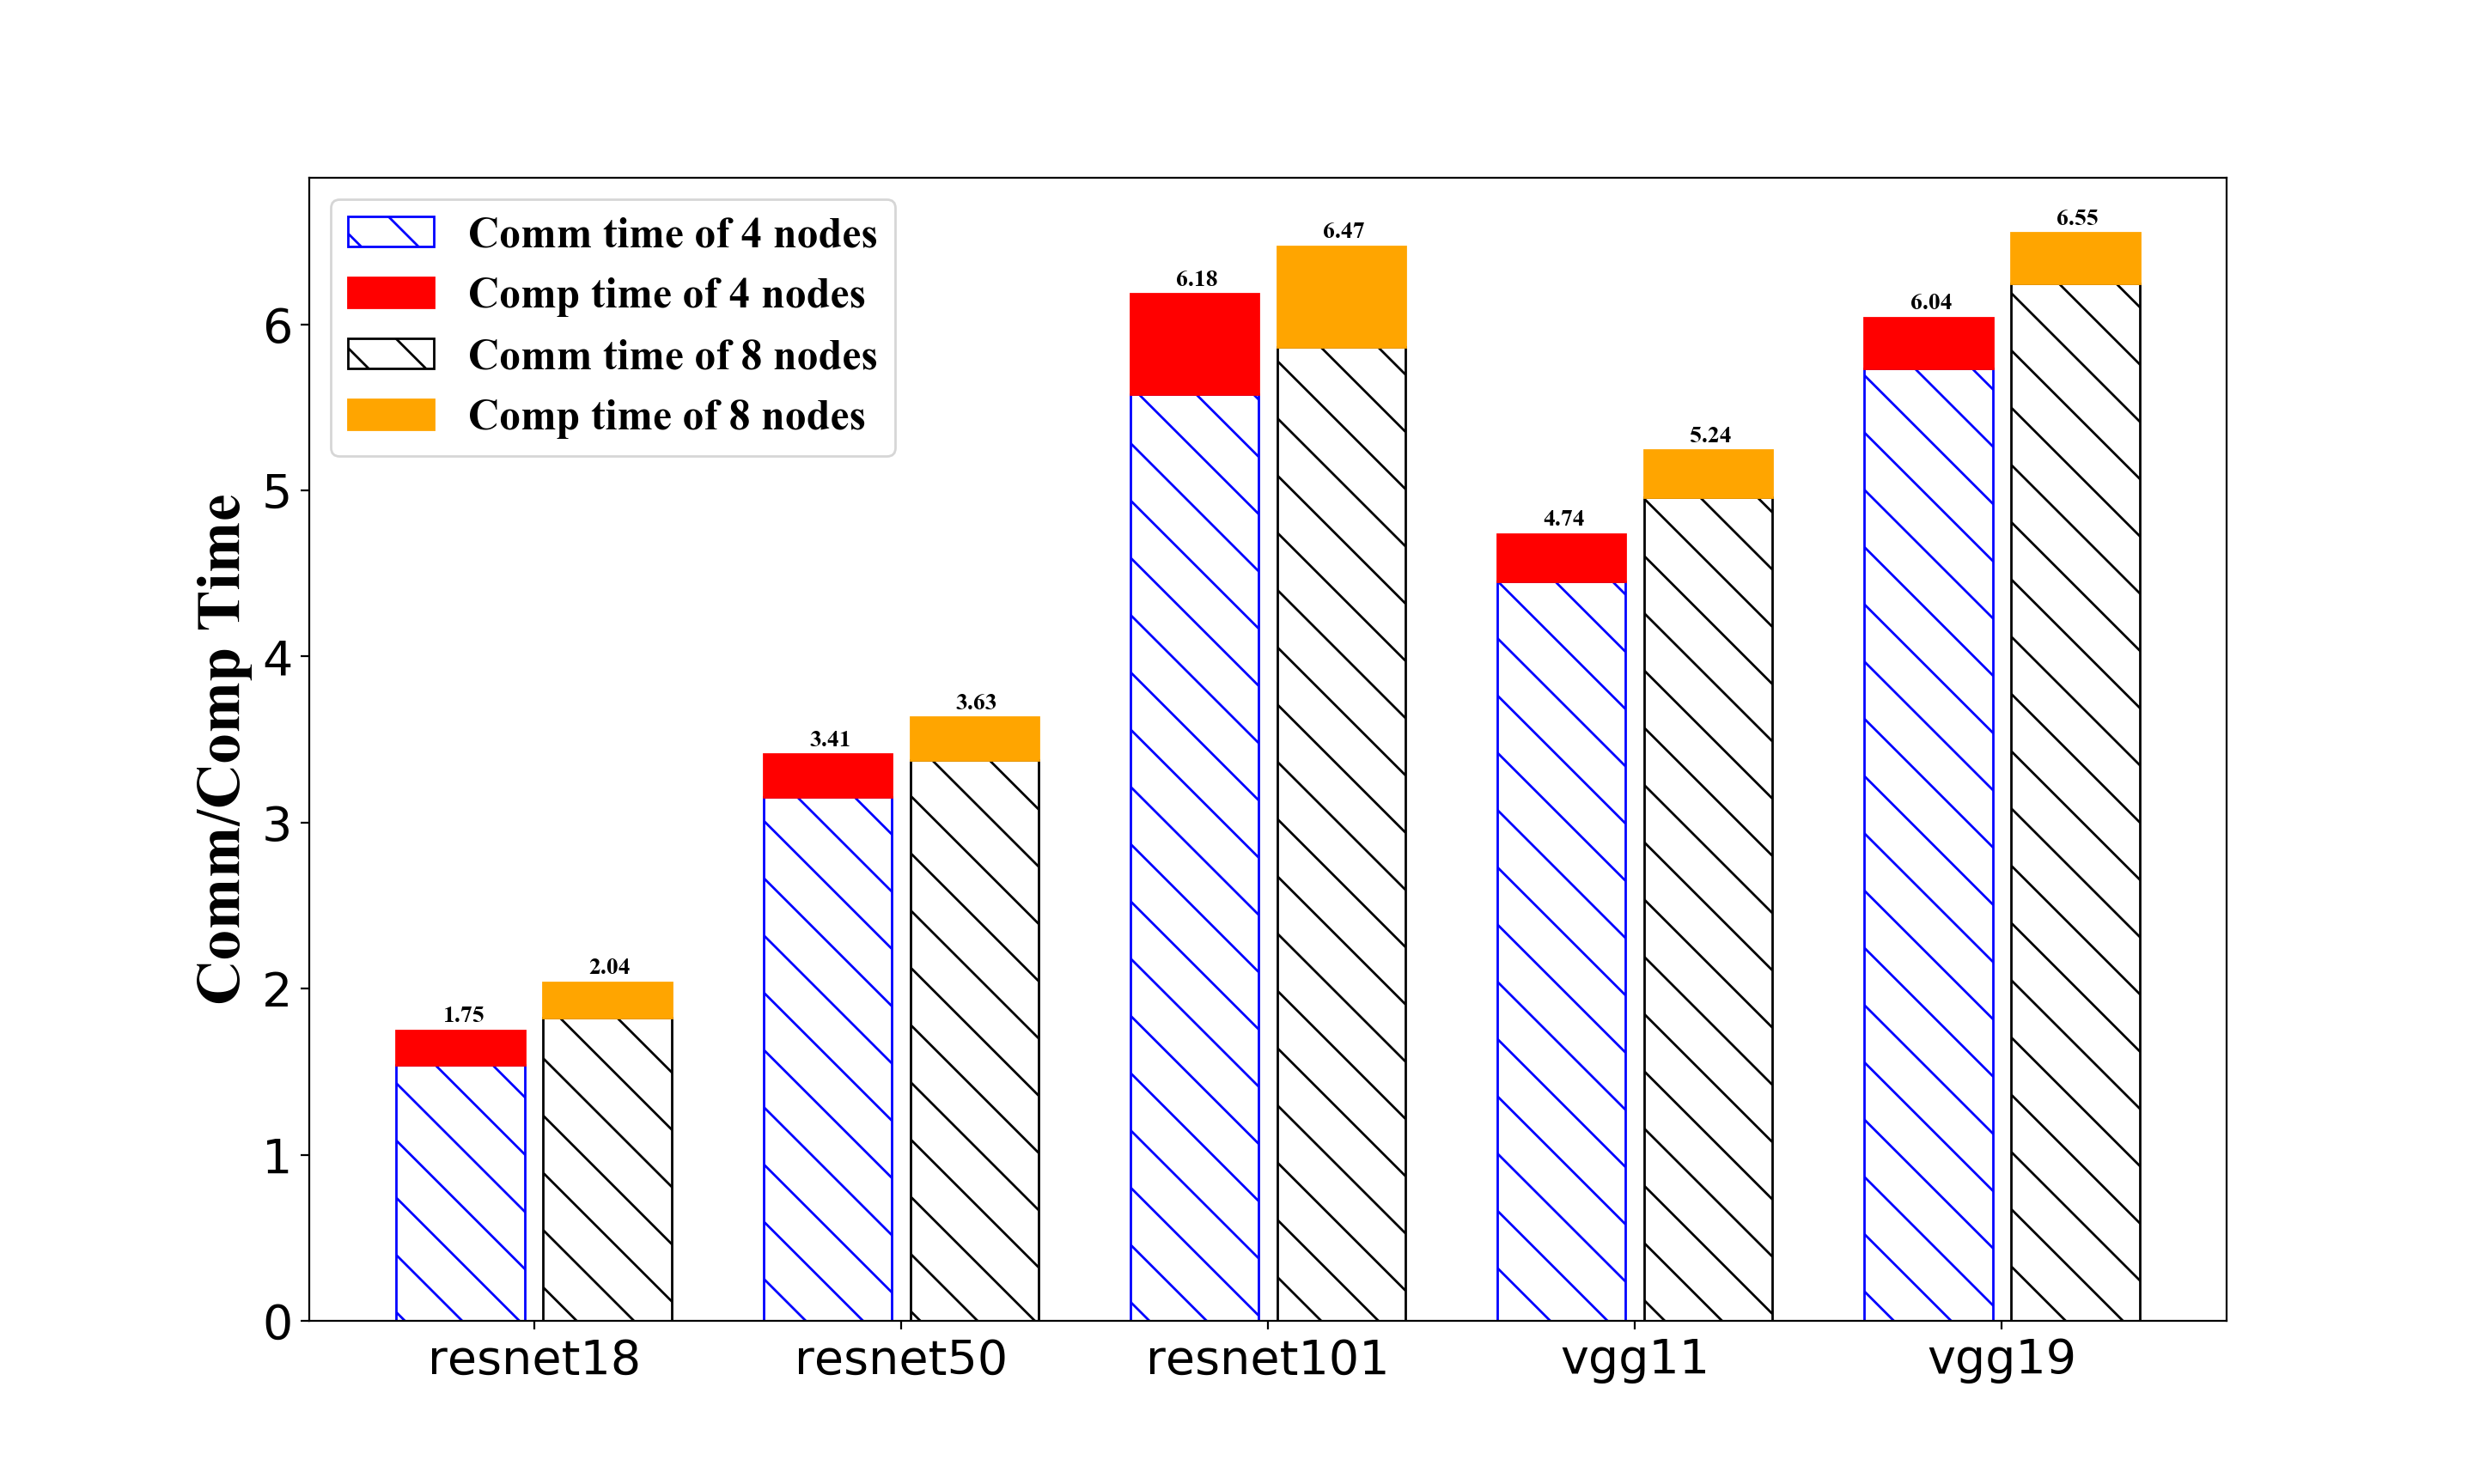 Comm time of 4 nodes
Comp time of 4 nodes
Comm time of 8 nodes
Comp time of 8 nodes
Comm/Comp Time
6
5
4
3
2
1
0
1.75
2.04
3.41
3.63
6.18
6.47
4.74
5.24
6.04
6.55
resnet18
resnet50
resnet101
vgg11
vgg19